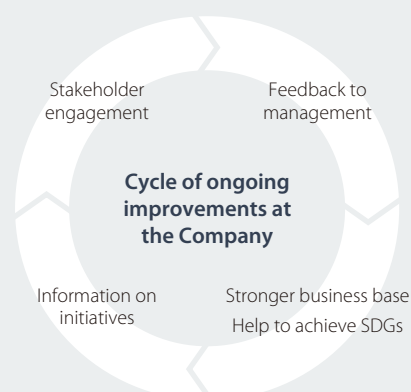 Stakeholder
engagement
Feedback to
management
Cycle of ongoing
improvements at
the Company
Information on
initiatives
Stronger business base
Help to achieve SDGs